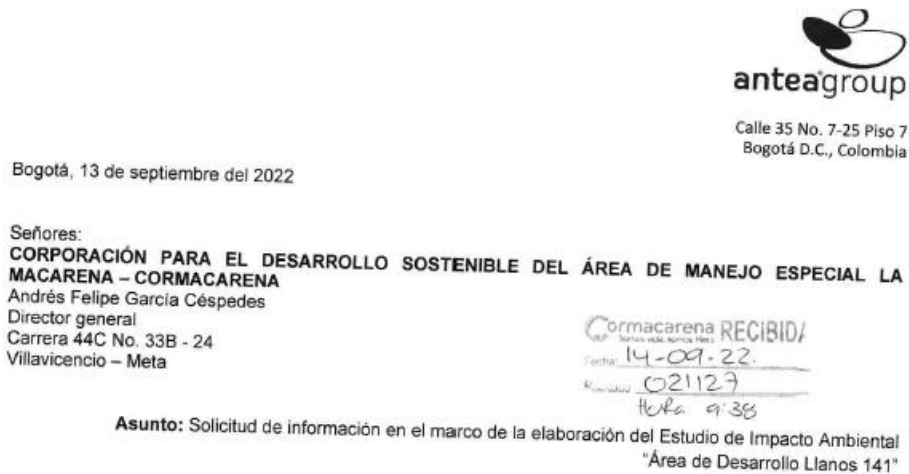 anteagroup
Calle 35 No. 7-25 Piso 7
Bogotá D.C., Colombia
Bogotá, 13 de septiembre del 2022
Señores:
CORPORACIÓN PARA EL DESARROLLO SOSTENIBLE DEL ÁREA DE MANEJO ESPECIAL LA
MACARENA – CORMACARENA
Andrés Felipe García Céspedes
Director general
Carrera 44C No. 33B - 24
Villavicencio – Meta
Cormacarena RECIBIDA
Fecha: 14-09-22.
021127
HORA 9:38
Asunto: Solicitud de información en el marco de la elaboración del Estudio de Impacto Ambiental
"Área de Desarrollo Llanos 141"